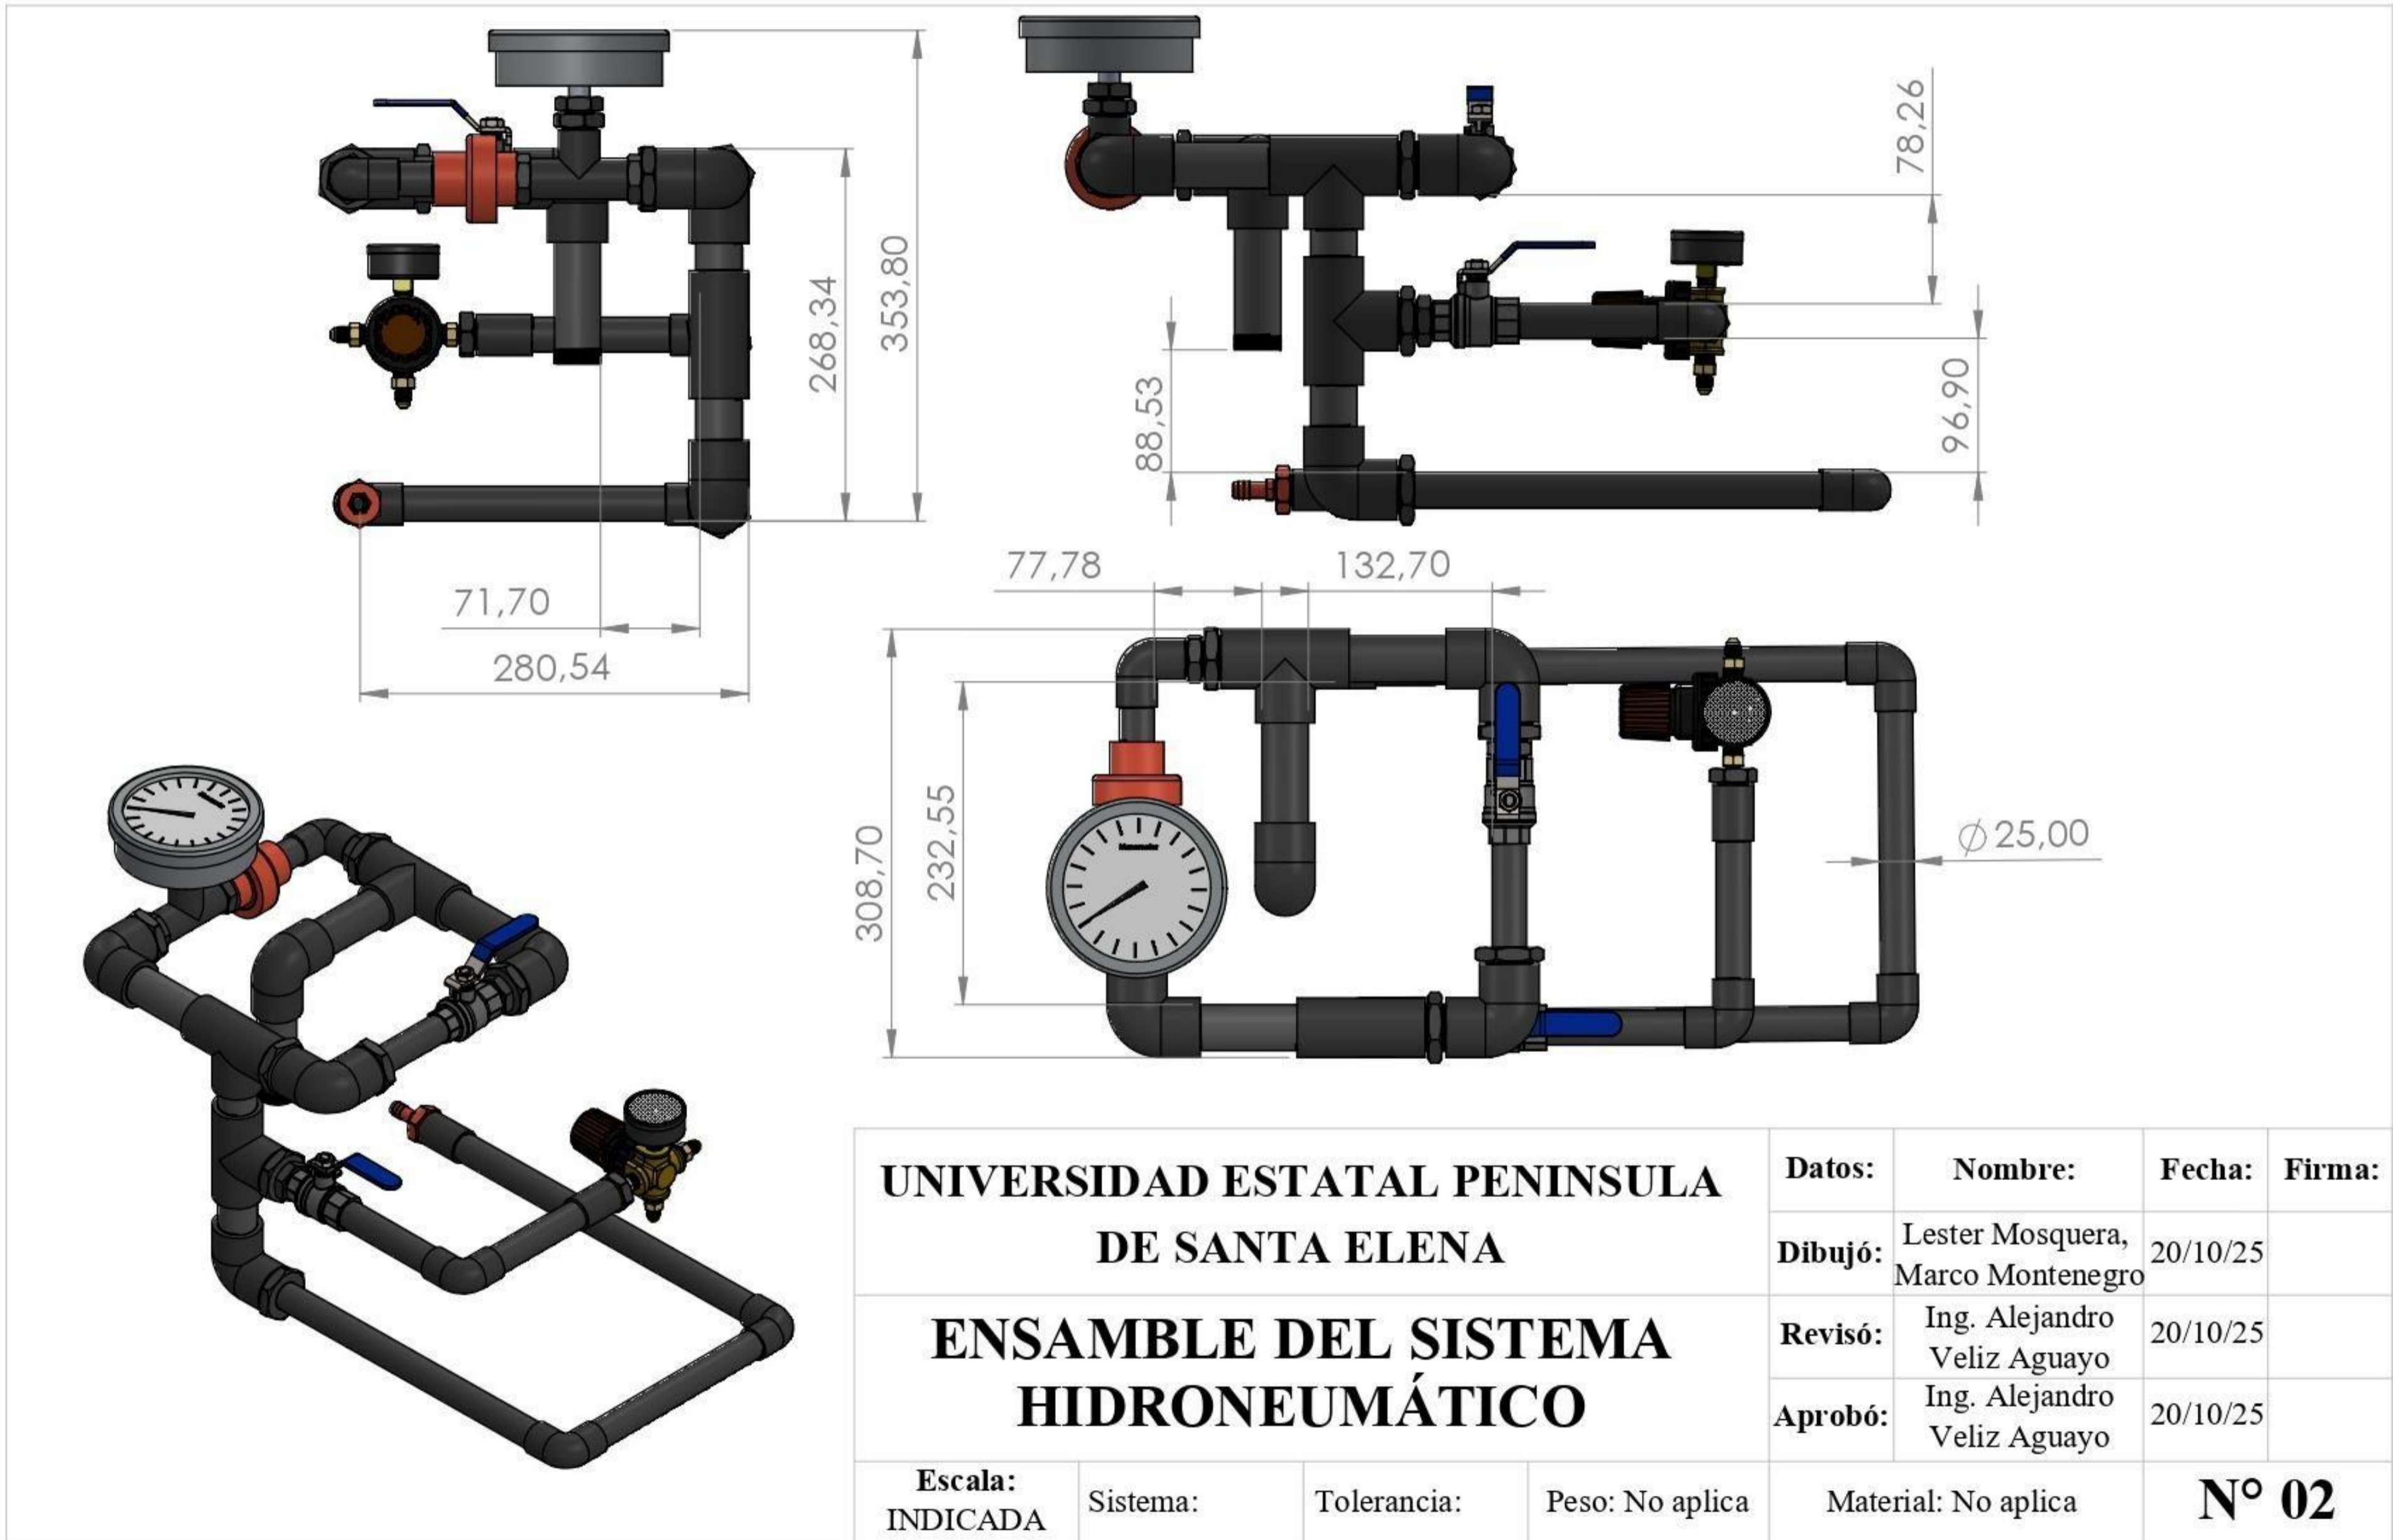 353,80
268,34
71,70
280,54
78,26
88,53
96,90
77,78
132,70
308,70
232,55
∅ 25,00
UNIVERSIDAD ESTATAL PENINSULA
DE SANTA ELENA
ENSAMBLE DEL SISTEMA
HIDRONEUMÁTICO
Datos:
Nombre:
Fecha:
Firma:
Dibujó:
Lester Mosquera,
Marco Montenegro
20/10/25
Revisó:
Ing. Alejandro
Veliz Aguayo
20/10/25
Aprobó:
Ing. Alejandro
Veliz Aguayo
20/10/25
Escala:
INDICADA
Sistema:
Tolerancia:
Peso: No aplica
Material: No aplica
N° 02